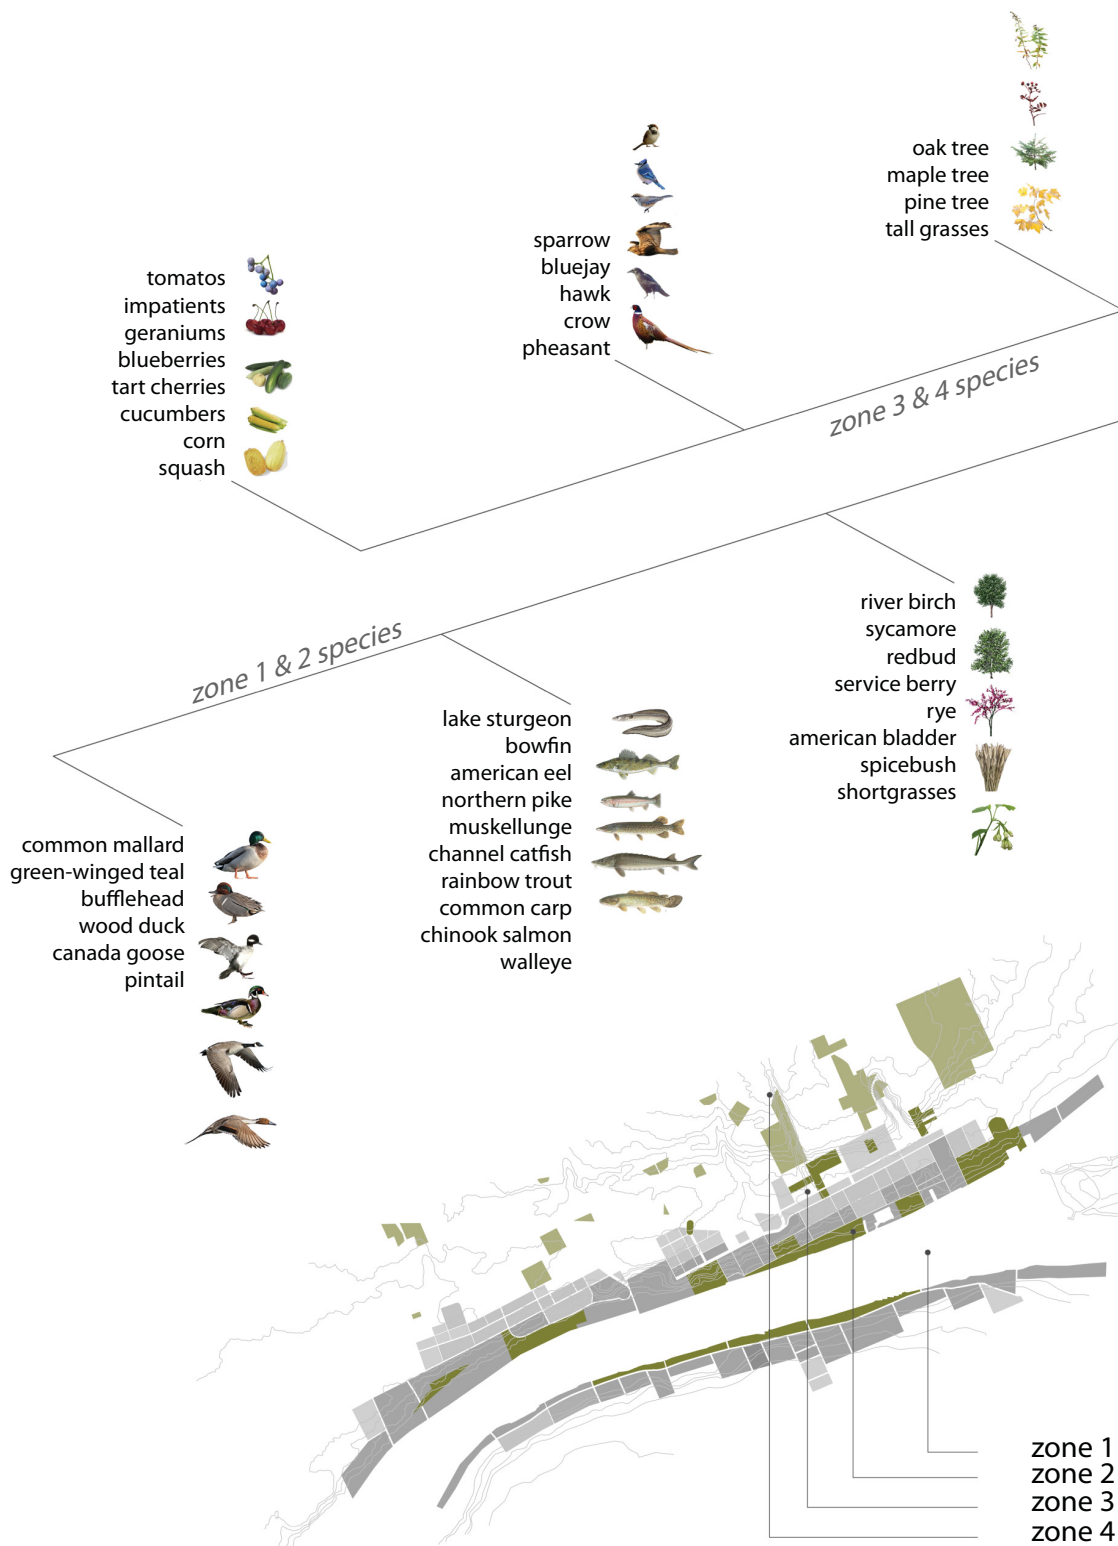 oak tree
maple tree
pine tree
tall grasses
sparrow
bluejay
hawk
crow
pheasant
tomatos
impatients
geraniums
blueberries
tart cherries
cucumbers
corn
squash
zone 3 & 4 species
zone 1 & 2 species
river birch
sycamore
redbud
service berry
rye
american bladder
spicebush
shortgrasses
lake sturgeon
bowfin
american eel
northern pike
muskellunge
channel catfish
rainbow trout
common carp
chinook salmon
walleye
common mallard
green-winged teal
bufflehead
wood duck
canada goose
pintail
zone 1
zone 2
zone 3
zone 4